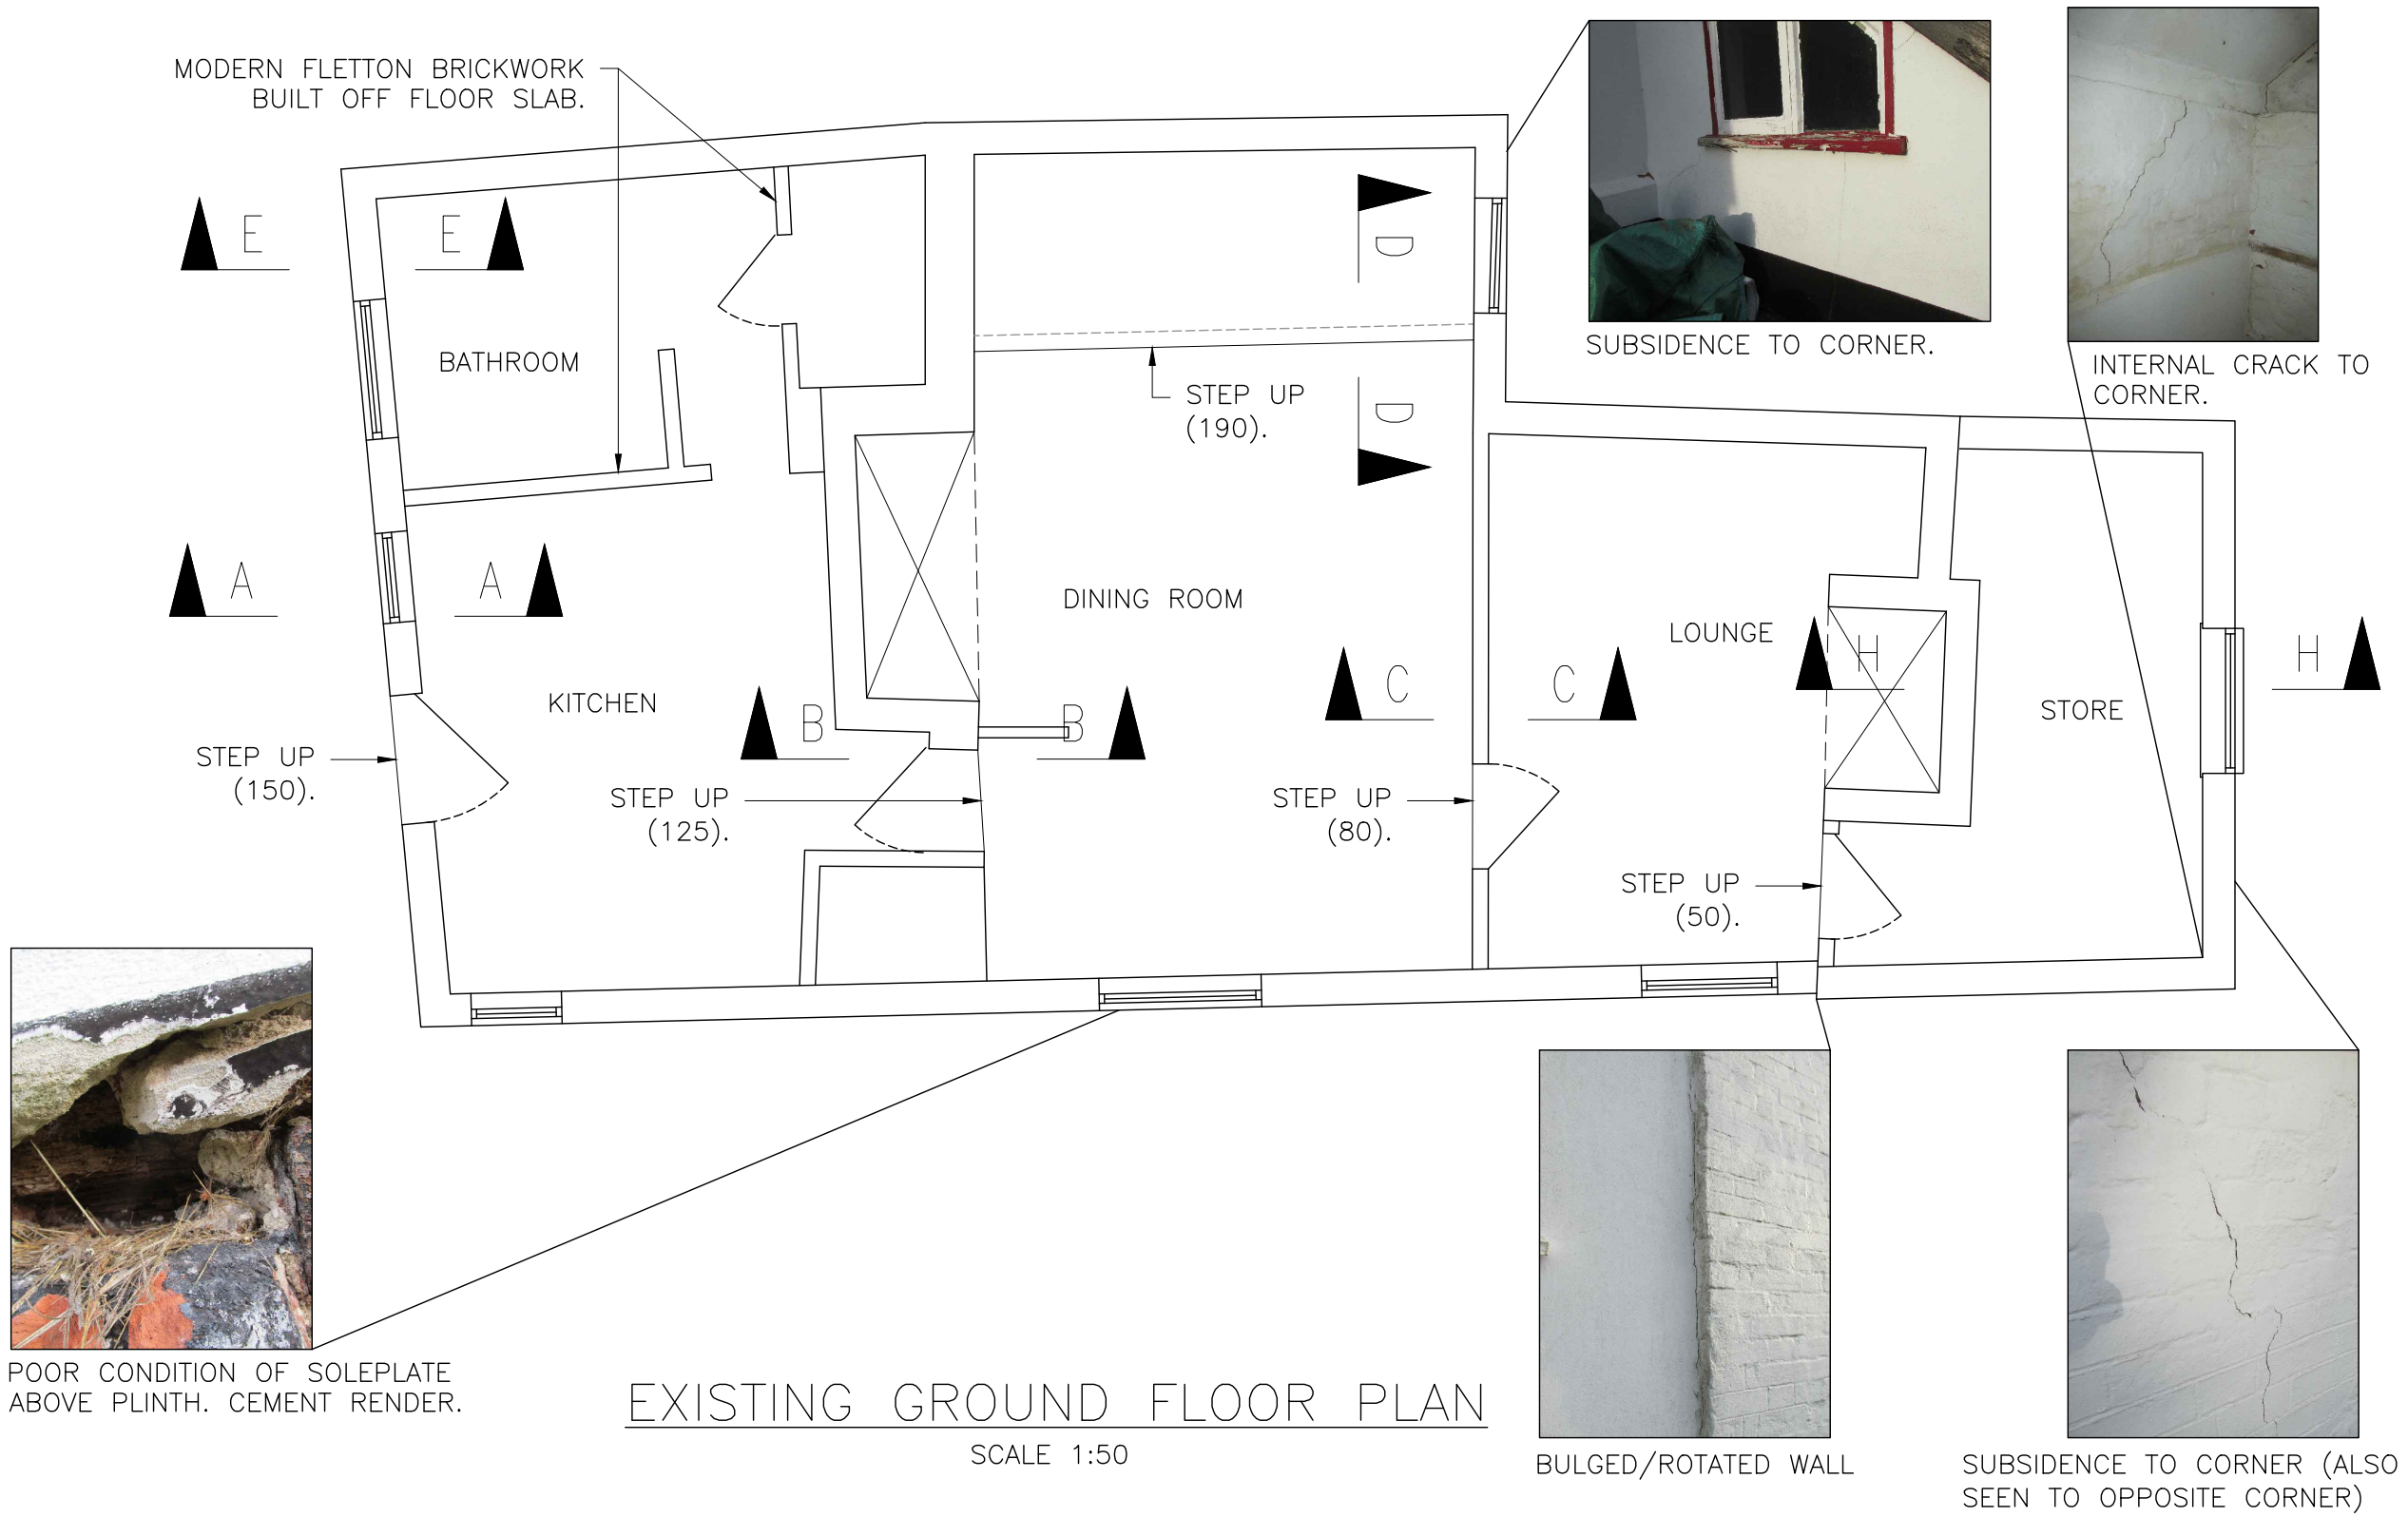 MODERN FLETTON BRICKWORK
BUILT OFF FLOOR SLAB.
SUBSIDENCE TO CORNER.
INTERNAL CRACK TO
CORNER.
E
E
D
BATHROOM
STEP UP
(190).
D
A
A
DINING ROOM
LOUNGE
H
H
C
C
KITCHEN
B
B
STORE
STEP UP
(150).
STEP UP
(125).
STEP UP
(80).
STEP UP
(50).
POOR CONDITION OF SOLEPLATE
ABOVE PLINTH. CEMENT RENDER.
EXISTING GROUND FLOOR PLAN
SCALE 1:50
BULGED/ROTATED WALL
SUBSIDENCE TO CORNER (ALSO
SEEN TO OPPOSITE CORNER)